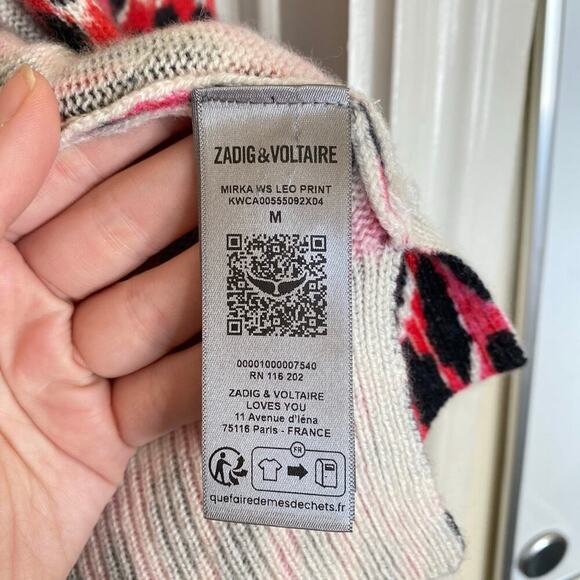 ZADIG&VOLTAIRE
MIRKA WS LEO PRINT
KWCA00555092X04
M
00001000007540
RN 116 202
ZADIG & VOLTAIRE
LOVES YOU
11 Avenue d'Iéna
75116 Paris - FRANCE
FR
quefairedemesdechets.fr